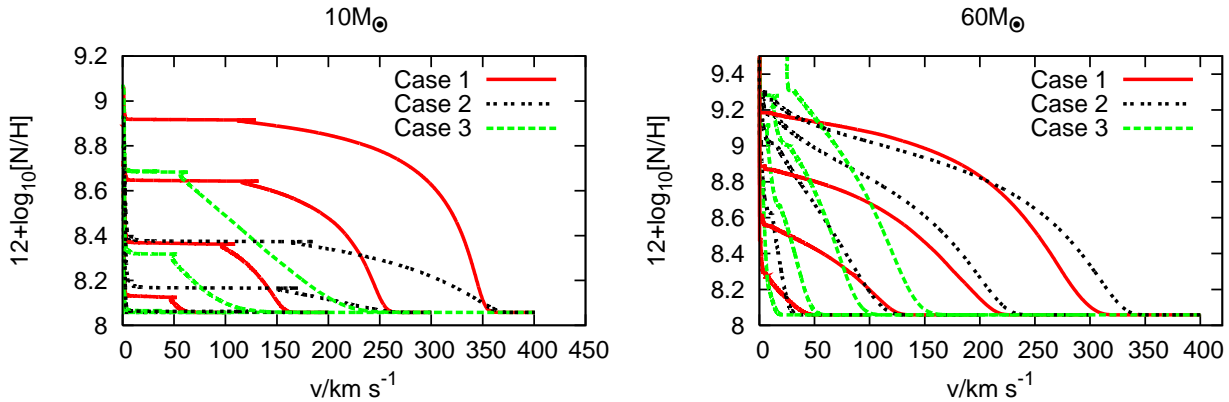 10M☉
12+log10[N/H]
9.2
9
8.8
8.6
8.4
8.2
8
Case 1
Case 2
Case 3
0 50 100 150 200 250 300 350 400 450
v/km s-1
60M☉
12+log10[N/H]
9.4
9.2
9
8.8
8.6
8.4
8.2
8
Case 1
Case 2
Case 3
0 50 100 150 200 250 300 350 400
v/km s-1